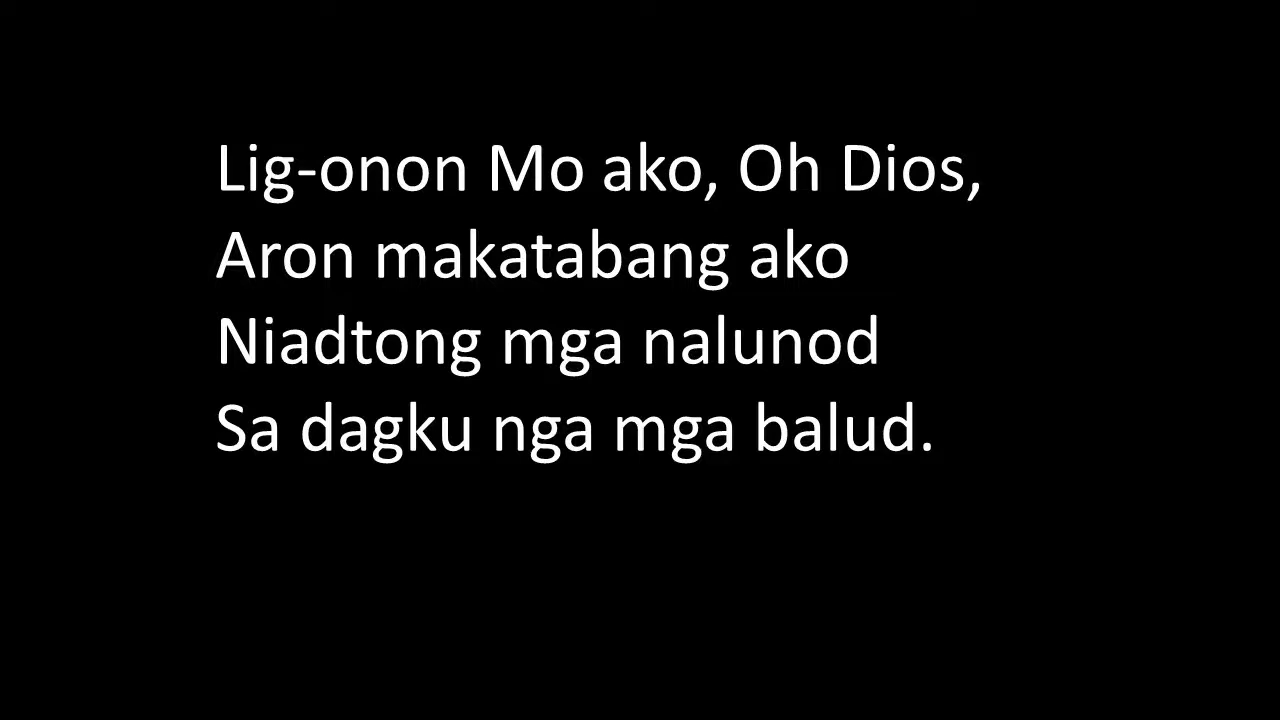 Lig-onon Mo ako, Oh Dios,
Aron makatabang ako
Niadtong mga nalunod
Sa dagku nga mga balud.